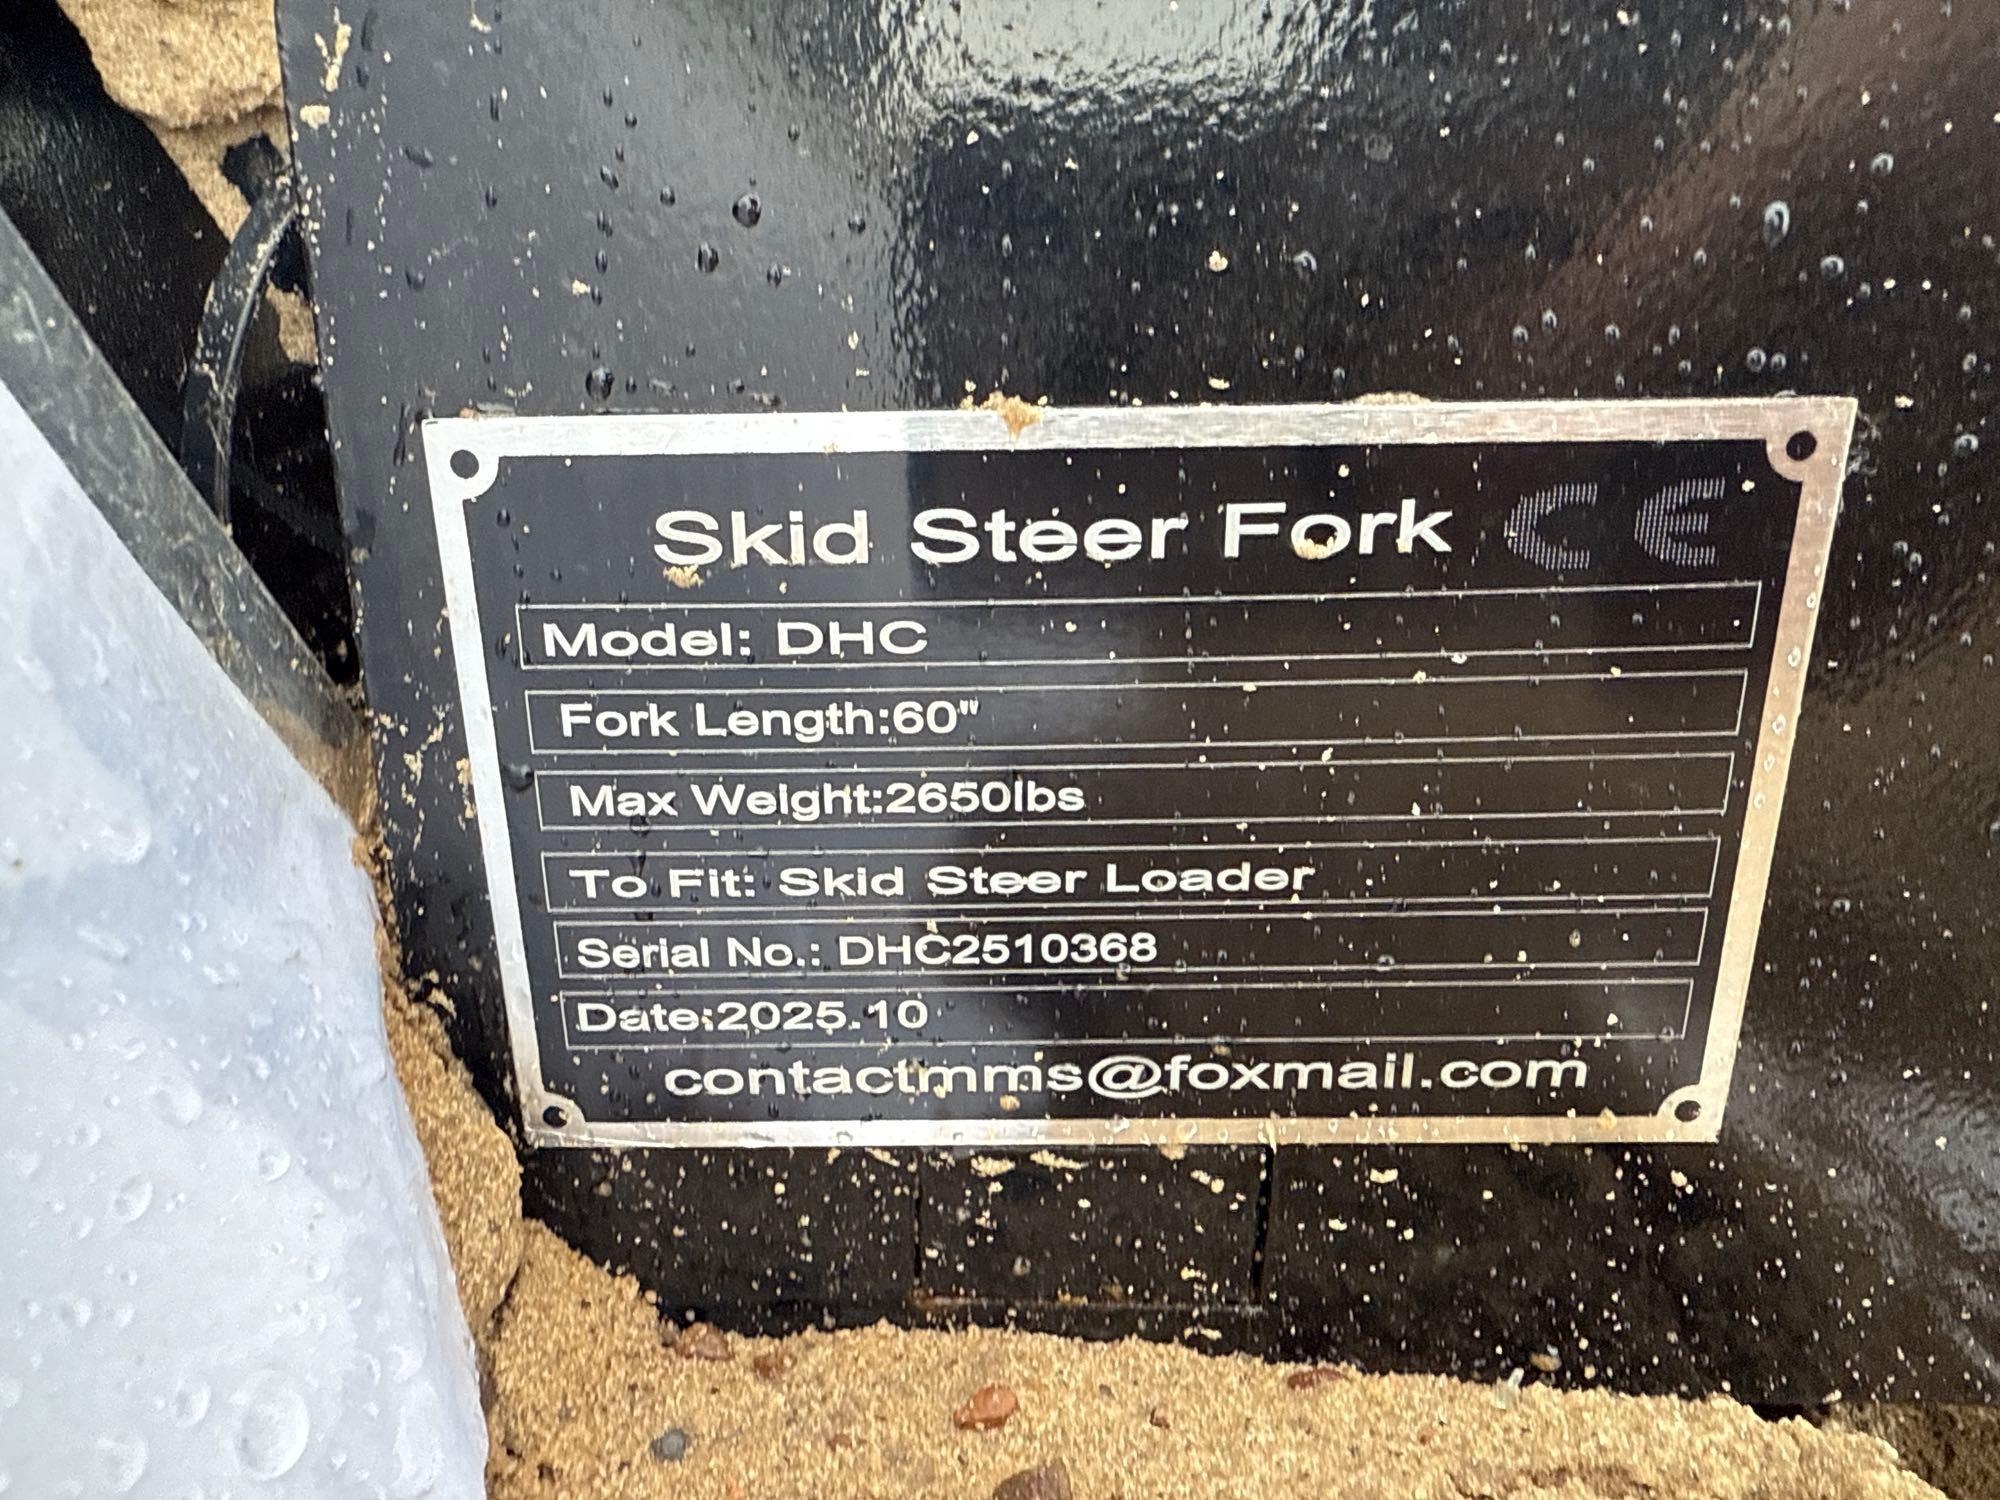 Skid Steer Fork CE
Model: DHC
Fork Length:60"
Max Weight:2650lbs
To Fit: Skid Steer Loader
Serial No.: DHC2510368
Date:2025.10
contactmms@foxmail.com